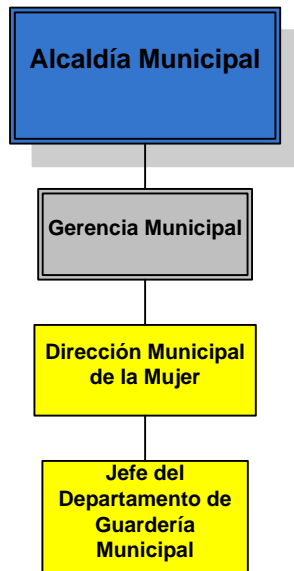 Alcaldía Municipal
Gerencia Municipal
Dirección Municipal
de la Mujer
Jefe del
Departamento de
Guardería
Municipal